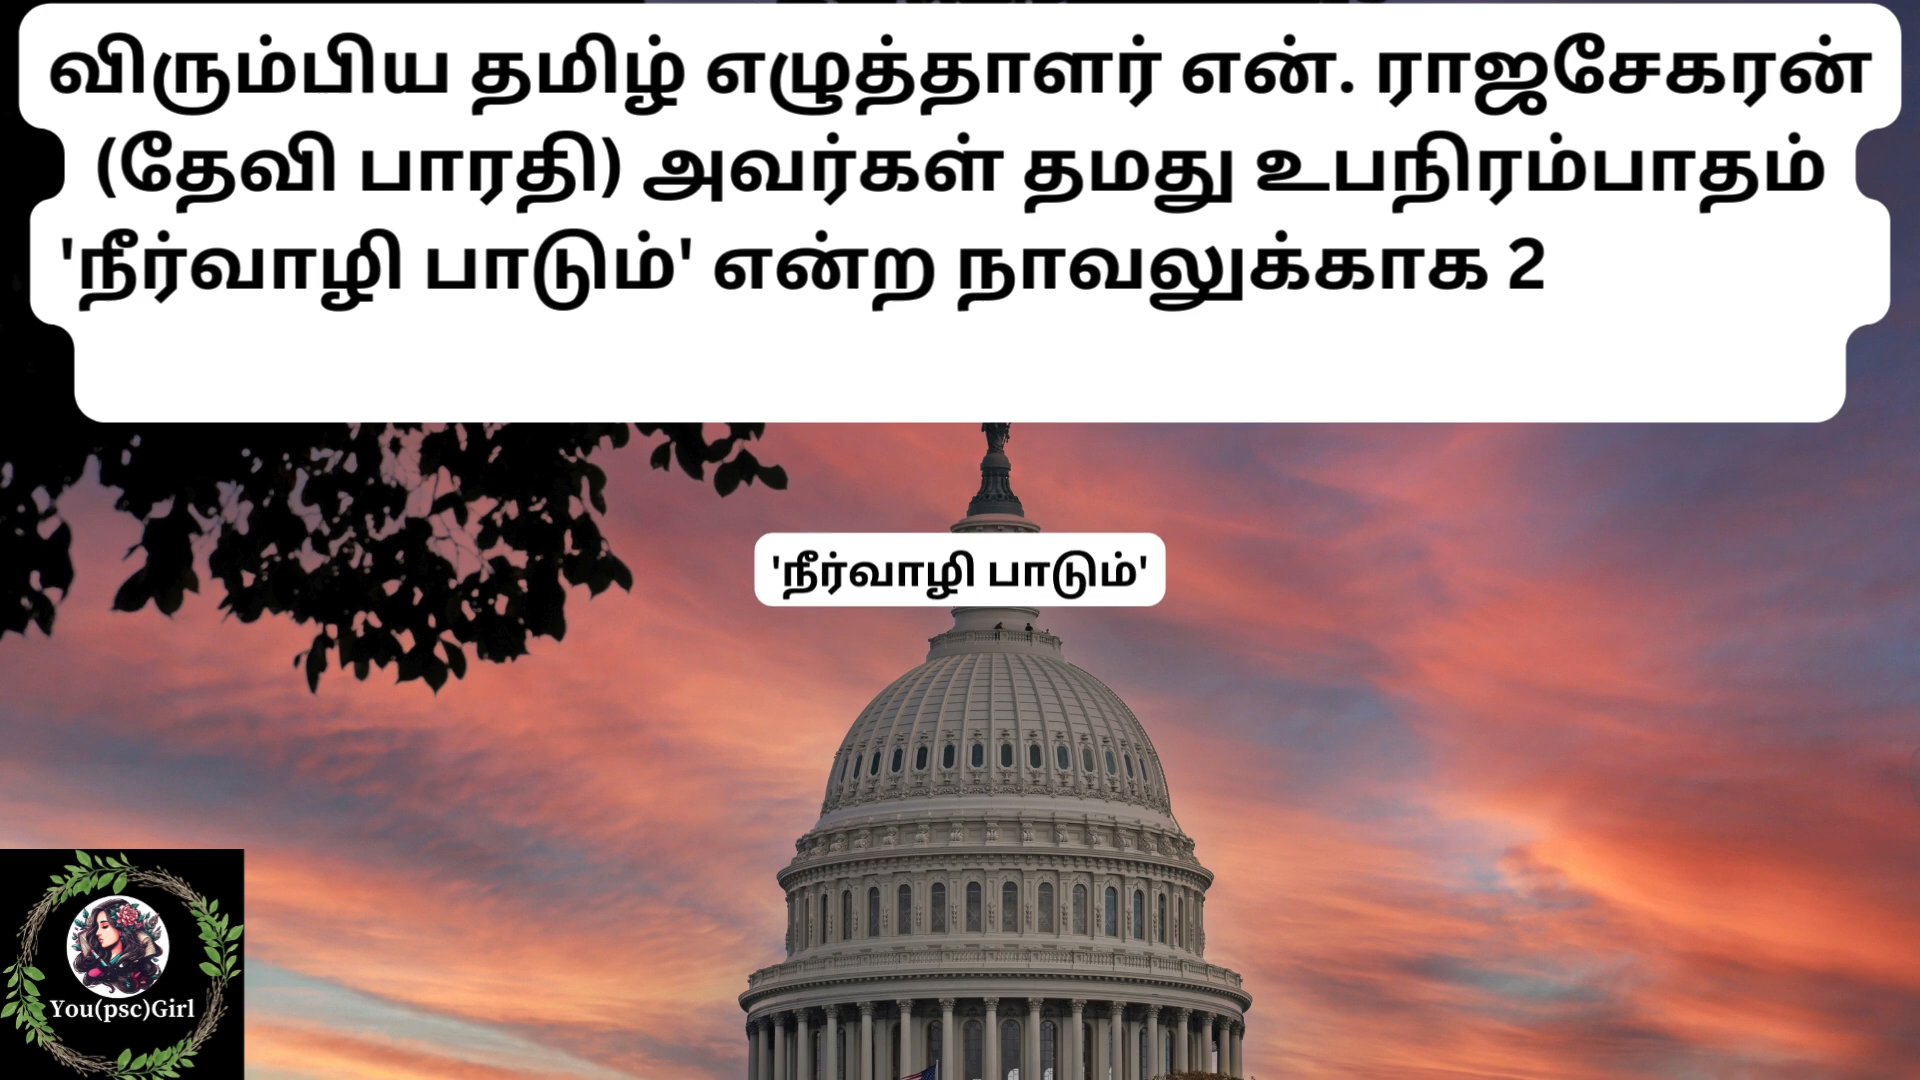 விரும்பிய தமிழ் எழுத்தாளர் என். ராஜசேகரன்
(தேவி பாரதி) அவர்கள் தமது உபநிரம்பாதம்
'நீர்வாழி பாடும்' என்ற நாவலுக்காக 2
'நீர்வாழி பாடும்'
You(psc)Girl